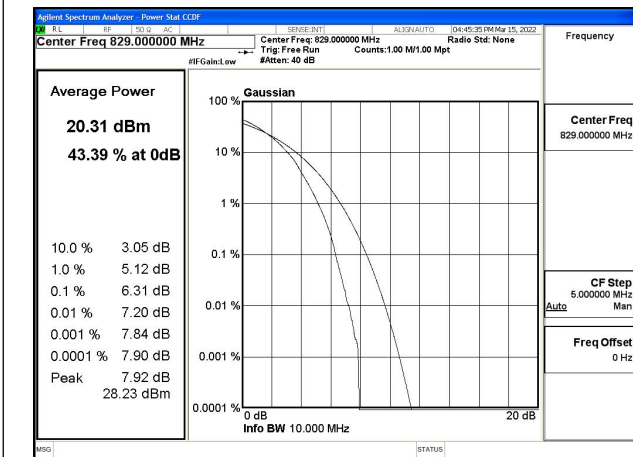 Agilent Spectrum Analyzer - Power Stat CCDF
RL RF 50 Ω AC SENSE:INT ALIGN AUTO 04:45:35 PM Mar 15, 2022
Center Freq 829.000000 MHz
Center Freq: 829.000000 MHz Radio Std: None
Trig: Free Run Counts:1.00 M/1.00 Mpt
#IFGain:Low #Atten: 40 dB
Frequency
Average Power
20.31 dBm
43.39 % at 0dB
10.0 % 3.05 dB
1.0 % 5.12 dB
0.1 % 6.31 dB
0.01 % 7.20 dB
0.001 % 7.84 dB
0.0001 % 7.90 dB
Peak 7.92 dB
28.23 dBm
Gaussian
100 %
10 %
1 %
0.1 %
0.01 %
0.001 %
0.0001 %
0 dB 20 dB
Info BW 10.000 MHz
Center Freq
829.000000 MHz
CF Step
5.000000 MHz
Auto Man
Freq Offset
0 Hz
MSG STATUS